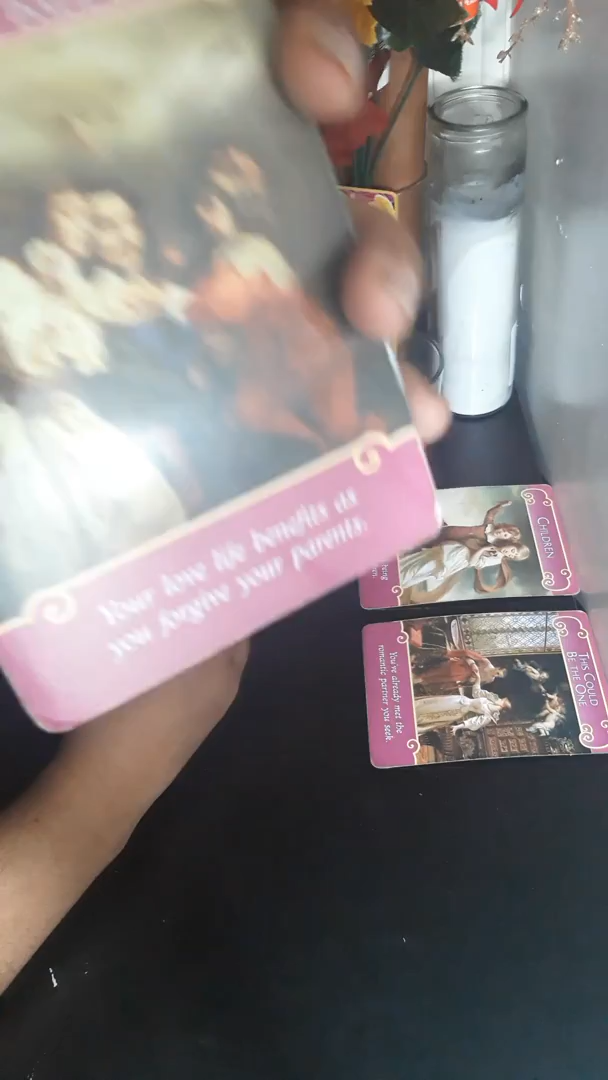 Your love life benefits as
you forgive your parents.
CHILDREN
THIS COULD
BE THE ONE
You've already met the
romantic partner you seek.